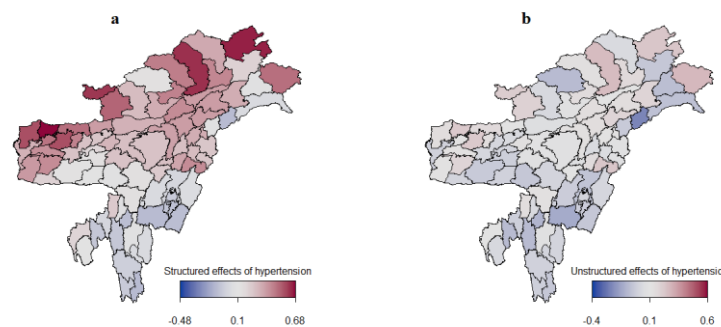 a
b
Structured effects of hypertension
-0.48 0.1 0.68
Unstructured effects of hypertensio
-0.4 0.1 0.6